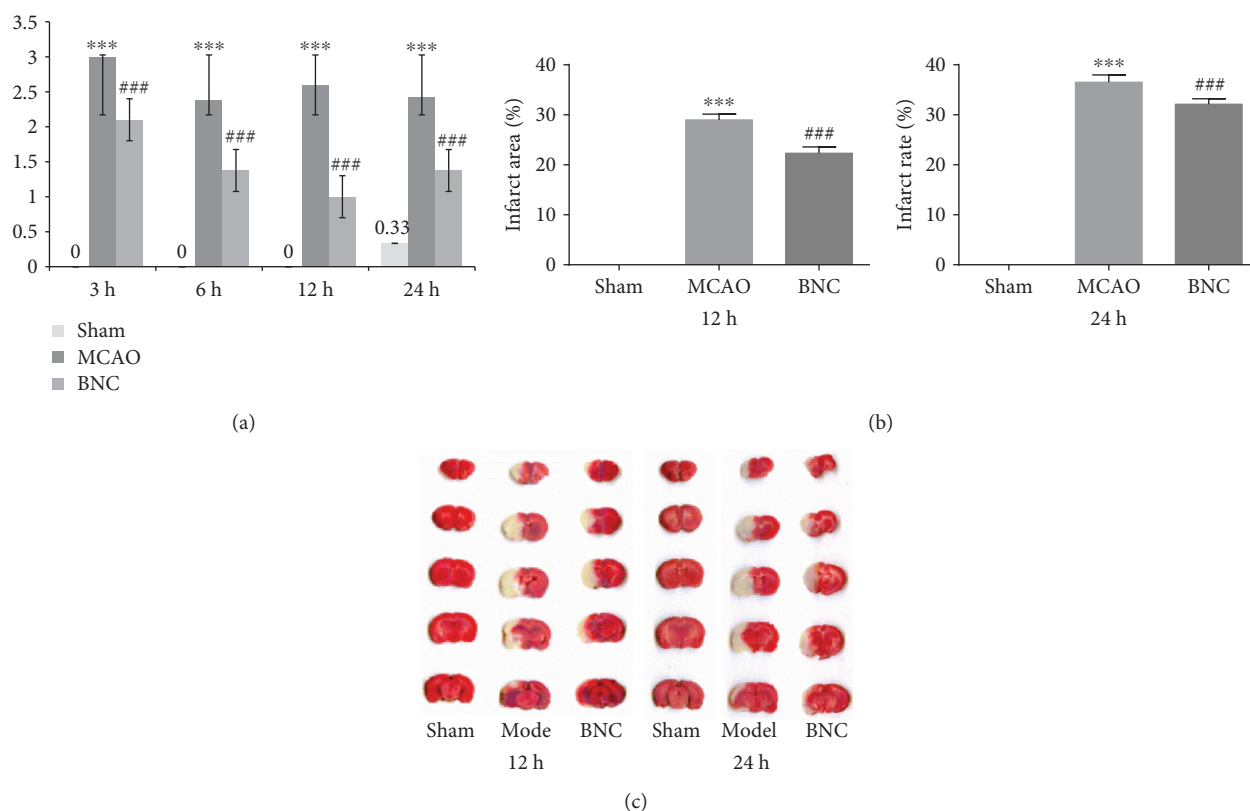 3.5
3
2.5
2
1.5
1
0.5
0
***
###
***
###
***
###
***
###
0
0
0
0.33
3 h
6 h
12 h
24 h
Sham
MCAO
BNC
(a)
Infarct area (%)
40
30
20
10
0
***
###
Sham
MCAO
BNC
12 h
Infarct rate (%)
40
30
20
10
0
***
###
Sham
MCAO
BNC
24 h
(b)
Sham
Mode
BNC
Sham
Model
BNC
12 h
24 h
(c)